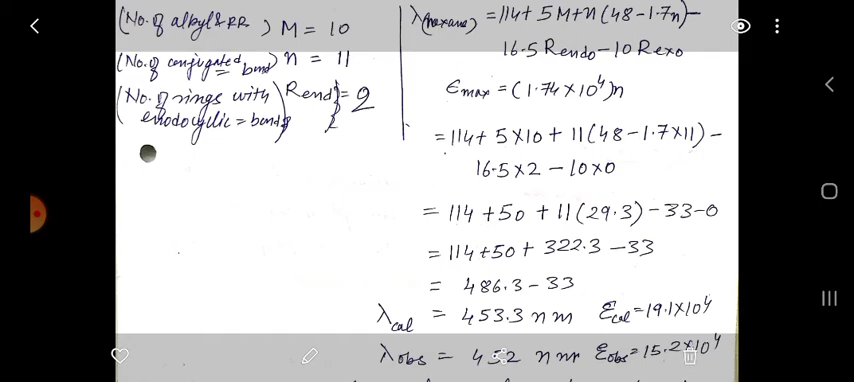 (No. of alkyl & RR) M = 10
(No. of conjugated = bond) n = 11
(No. of rings with endocyclic = bonds) Rendo = 2
λ(hexane) = 114 + 5 M + n (48 - 1.7n) -
16.5 Rendo - 10 Rexo
εmax = (1.74 × 10⁴) n
= 114 + 5×10 + 11 (48 - 1.7×11) -
16.5×2 - 10×0
= 114 + 50 + 11 (29.3) - 33 - 0
= 114 + 50 + 322.3 - 33
= 486.3 - 33
λcal = 453.3 nm εcal = 19.1×10⁴
λobs = 452 nm εobs = 15.2×10⁴